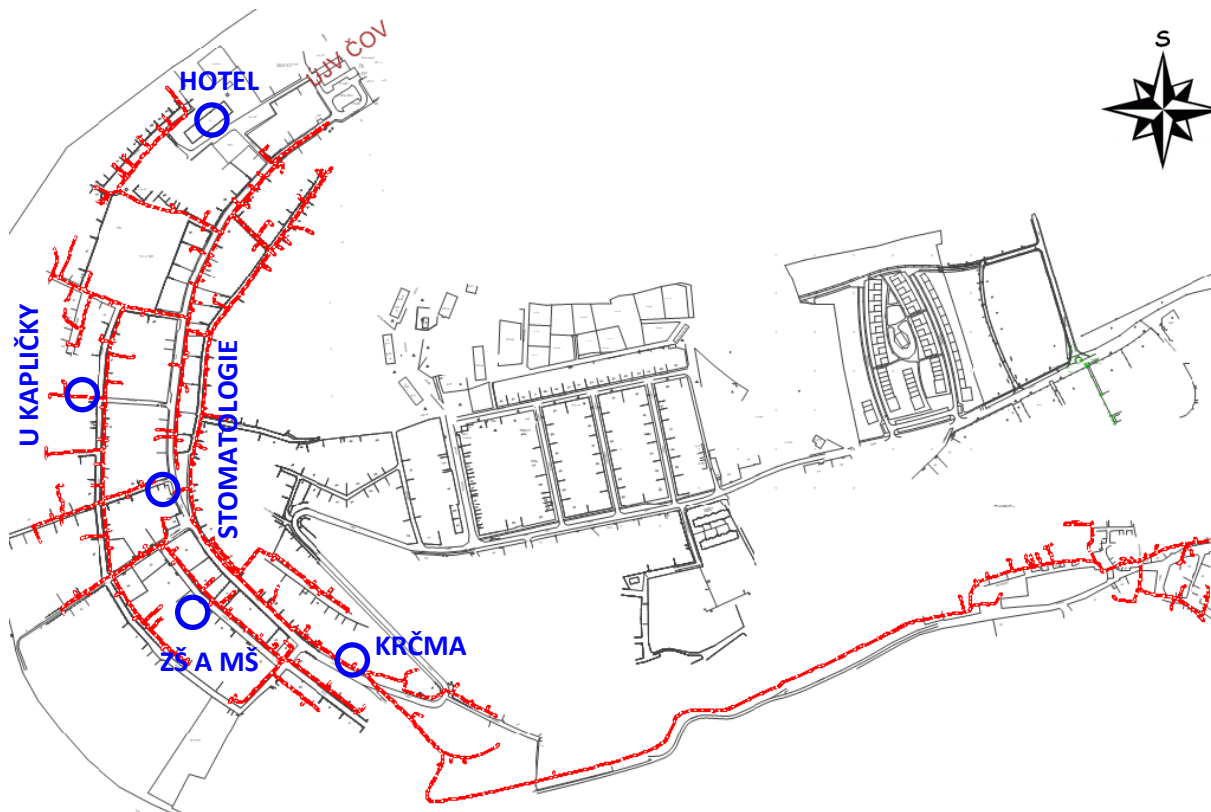 ÚJV ČOV
HOTEL
S
U KAPLIČKY
STOMATOLOGIE
ZŠ A MŠ
KRČMA